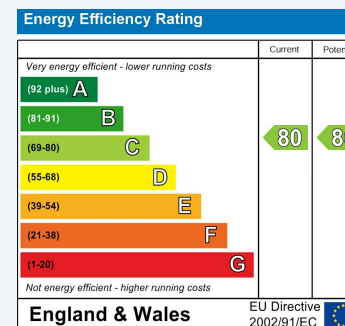 Energy Efficiency Rating
Current
Very energy efficient - lower running costs
(92 plus) A
(81-91) B
(69-80) C
80
(55-68) D
(39-54) E
(21-38) F
(1-20) G
Not energy efficient - higher running costs
England & Wales
EU Directive
2002/91/EC